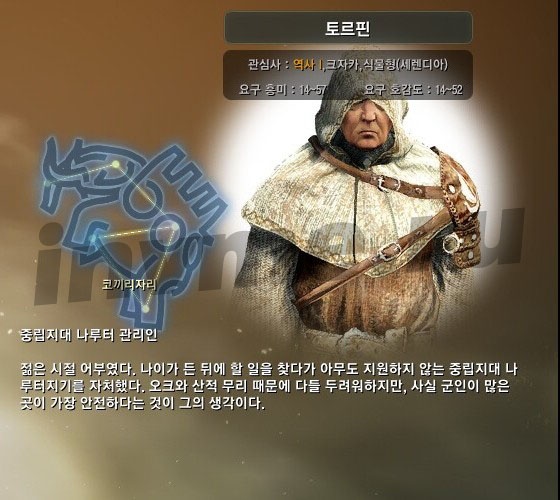 토르핀
관심사 : 역사 I,크자카,식물형(세렌디아)
요구 흥미 : 14~57 요구 호감도 : 14~52
코끼리자리
중립지대 나루터 관리인
젊은 시절 어부였다. 나이가 든 뒤에 할 일을 찾다가 아무도 지원하지 않는 중립지대 나
루터지기를 자처했다. 오크와 산적 무리 때문에 다들 두려워하지만, 사실 군인이 많은
곳이 가장 안전하다는 것이 그의 생각이다.